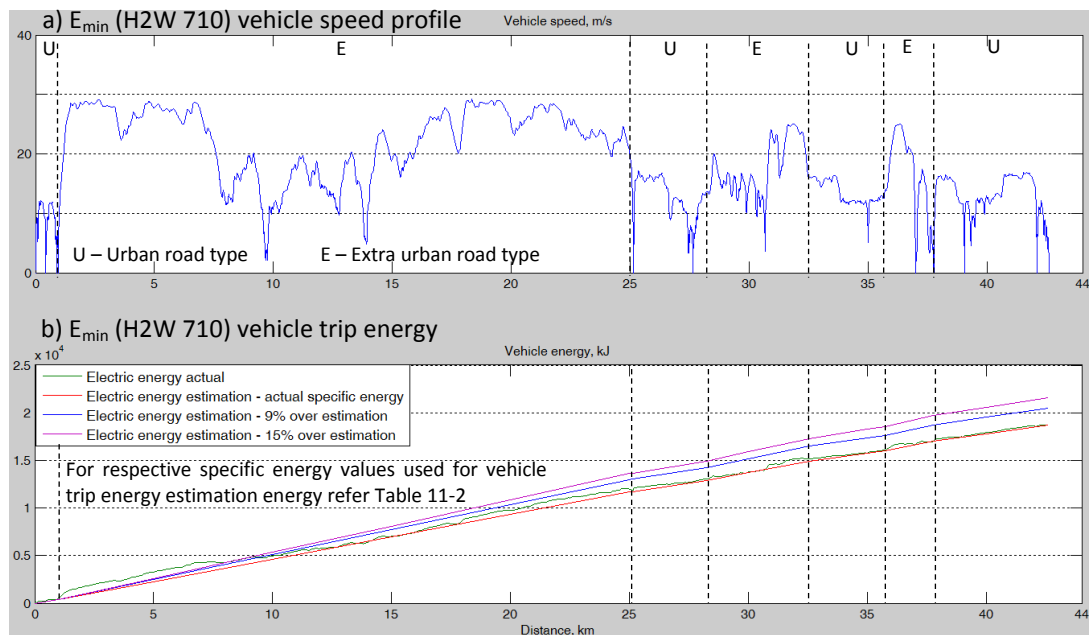 a) Emin (H2W 710) vehicle speed profile
Vehicle speed, m/s
40
U E U E U E U
20
U – Urban road type E – Extra urban road type
0
0 5 10 15 20 25 30 35 40 44
b) Emin (H2W 710) vehicle trip energy
x 10^4
Vehicle energy, kJ
2.5
Electric energy actual
Electric energy estimation - actual specific energy
2
Electric energy estimation - 9% over estimation
Electric energy estimation - 15% over estimation
1.5
For respective specific energy values used for vehicle
trip energy estimation energy refer Table 11-2
1
0.5
0
0 5 10 15 20 25 30 35 40 44
Distance, km